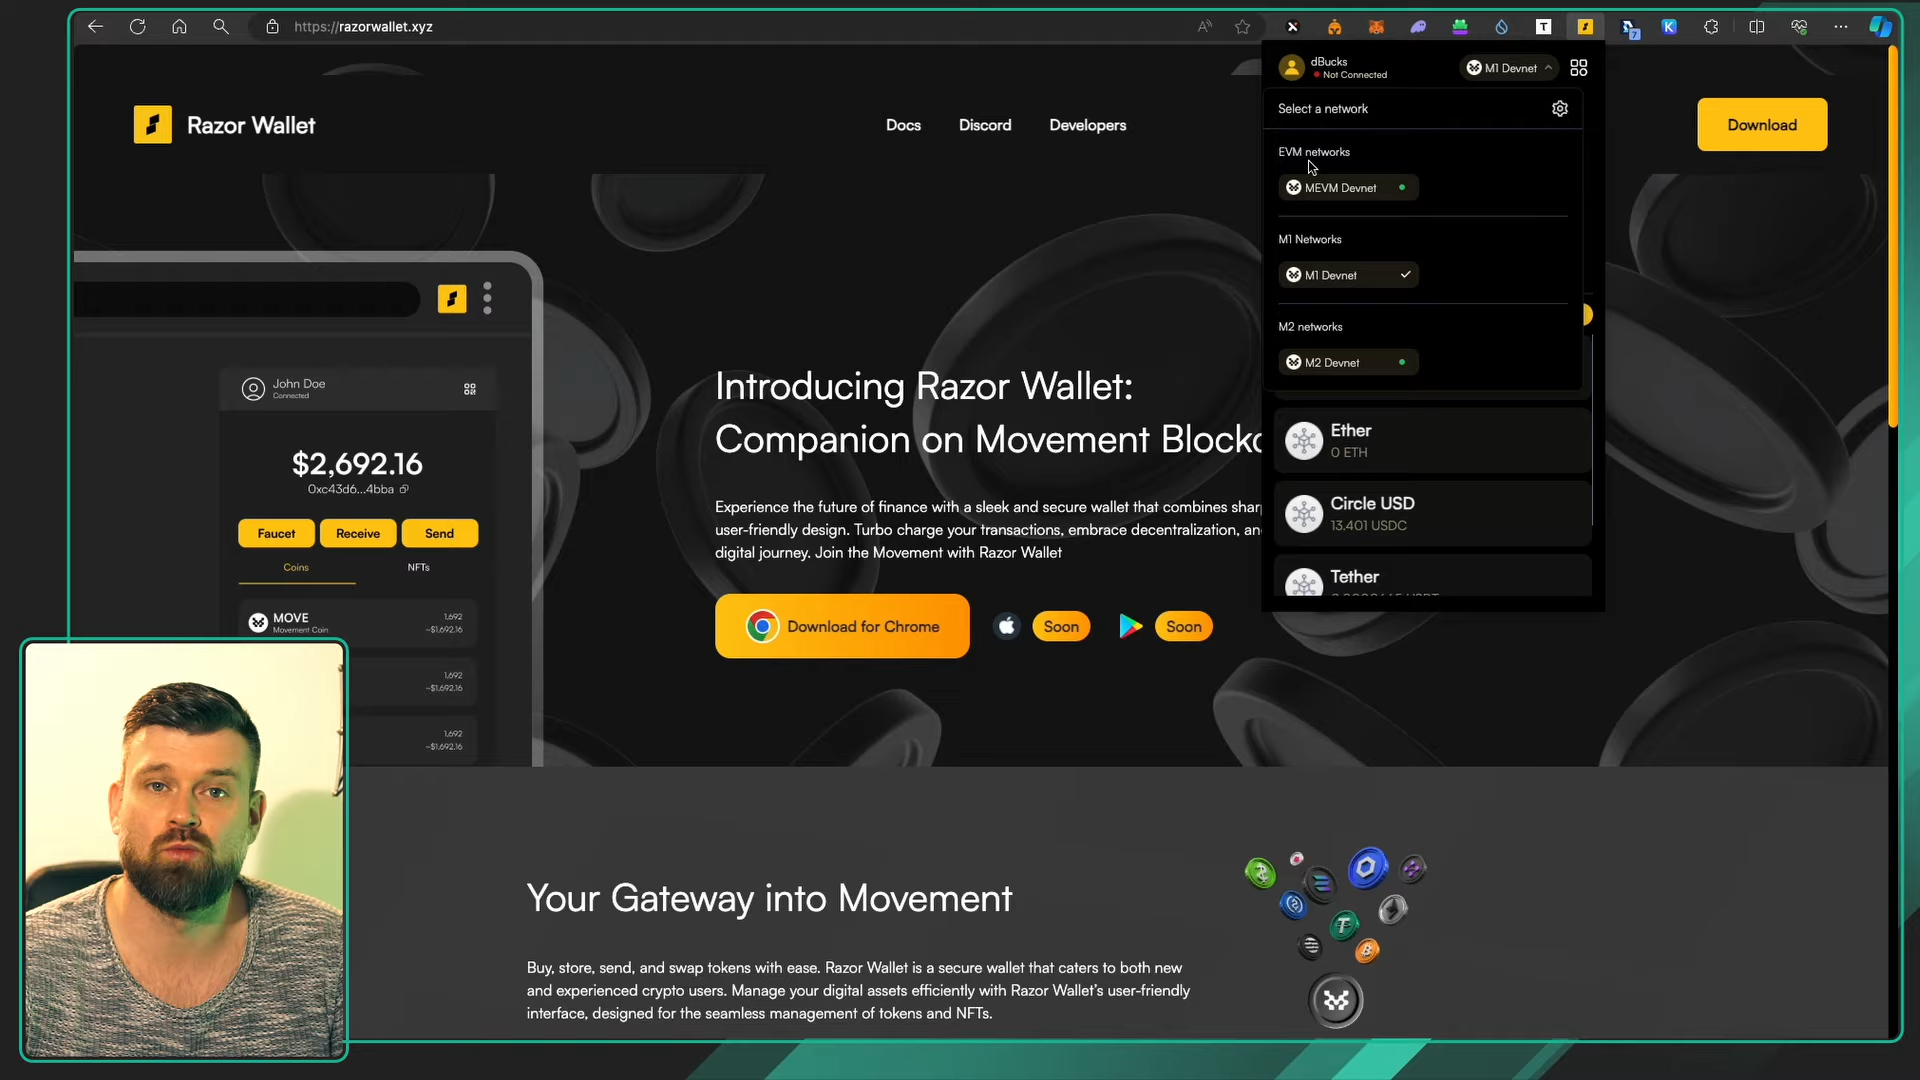 https://razorwallet.xyz
7
K
T
dBucks
Not Connected
M1 Devnet
Razor Wallet
Docs
Discord
Developers
Download
Select a network
EVM networks
MEVM Devnet
M1 Networks
M1 Devnet
M2 networks
M2 Devnet
Ether
0 ETH
Circle USD
13.401 USDC
Tether
John Doe
Connected
$2,692.16
0xc43d6...4bba
Faucet
Receive
Send
Coins
NFTs
MOVE
Movement Coin
1,692
~$1,692.16
1,692
~$1,692.16
1,692
~$1,692.16
Introducing Razor Wallet:
Companion on Movement Blockc
Experience the future of finance with a sleek and secure wallet that combines shar
user-friendly design. Turbo charge your transactions, embrace decentralization, an
digital journey. Join the Movement with Razor Wallet
Download for Chrome
Soon
Soon
Your Gateway into Movement
Buy, store, send, and swap tokens with ease. Razor Wallet is a secure wallet that caters to both new
and experienced crypto users. Manage your digital assets efficiently with Razor Wallet's user-friendly
interface, designed for the seamless management of tokens and NFTs.